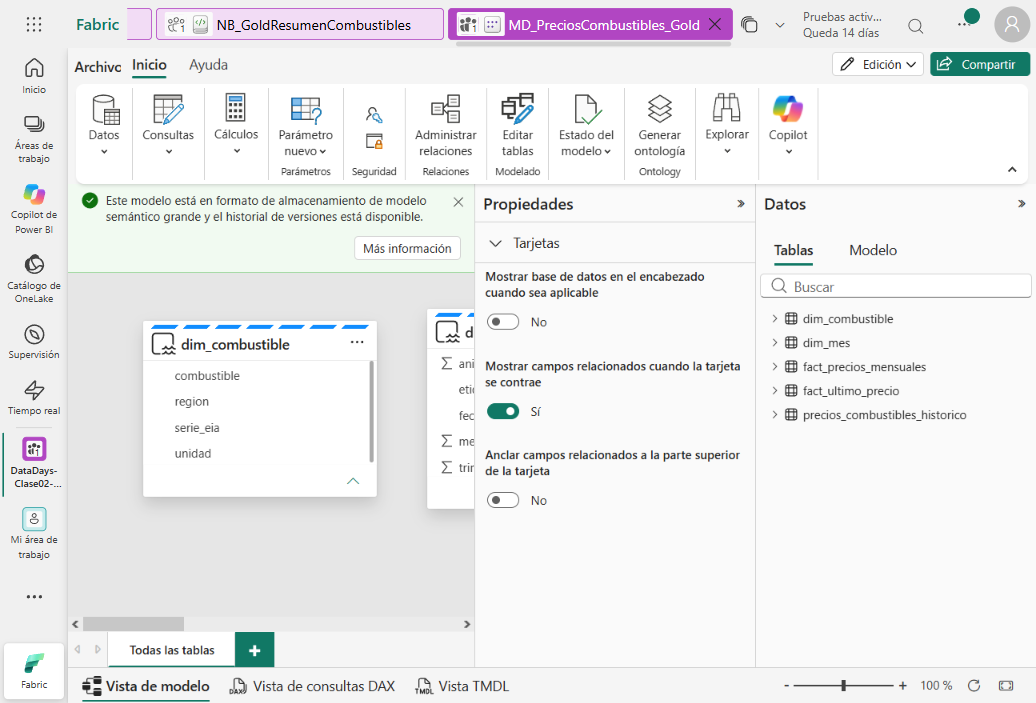 Fabric
NB_GoldResumenCombustibles
MD_PreciosCombustibles_Gold
Pruebas activ...
Queda 14 días
Archivo
Inicio
Ayuda
Edición
Compartir
Inicio
Áreas de
trabajo
Copilot de
Power BI
Catálogo de
OneLake
Supervisión
Tiempo real
DataDays-
Clase02-...
Mi área de
trabajo
Fabric
Datos
Consultas
Cálculos
Parámetro
nuevo
Parámetros
Seguridad
Administrar
relaciones
Relaciones
Editar
tablas
Modelado
Estado del
modelo
Generar
ontología
Ontology
Explorar
Copilot
Este modelo está en formato de almacenamiento de modelo
semántico grande y el historial de versiones está disponible.
Más información
dim_combustible
combustible
region
serie_eia
unidad
d
ani
etic
fec
me
trin
Propiedades
Tarjetas
Mostrar base de datos en el encabezado
cuando sea aplicable
No
Mostrar campos relacionados cuando la tarjeta
se contrae
Sí
Anclar campos relacionados a la parte superior
de la tarjeta
No
Datos
Tablas
Modelo
Buscar
dim_combustible
dim_mes
fact_precios_mensuales
fact_ultimo_precio
precios_combustibles_historico
Todas las tablas
+
Vista de modelo
DAX
Vista de consultas DAX
TMDL
Vista TMDL
- + 100 %